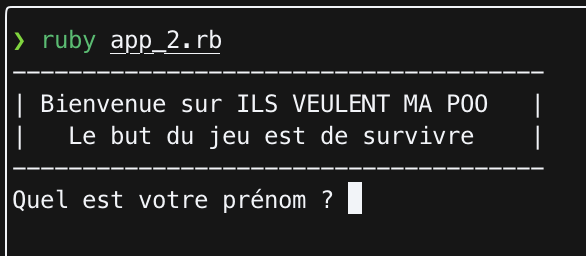 ❯ ruby app_2.rb
--------------------------------------
| Bienvenue sur ILS VEULENT MA POO   |
|   Le but du jeu est de survivre    |
--------------------------------------
Quel est votre prénom ?